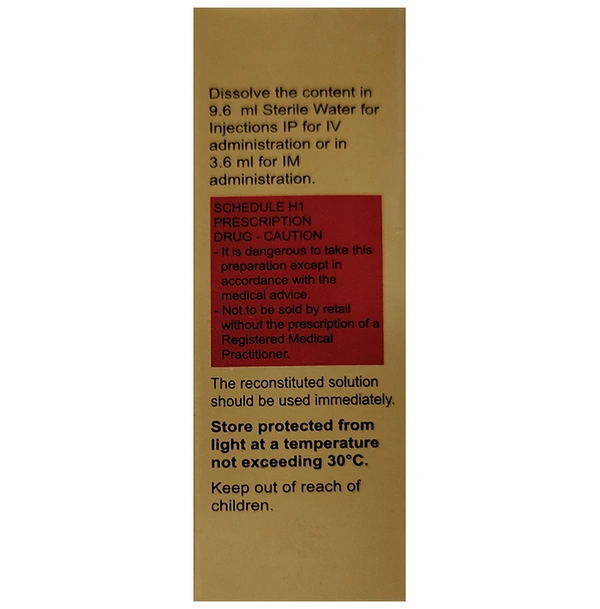 Dissolve the content in
9.6 ml Sterile Water for
Injections IP for IV
administration or in
3.6 ml for IM
administration.
SCHEDULE H1
PRESCRIPTION
DRUG - CAUTION
- It is dangerous to take this
preparation except in
accordance with the
medical advice.
- Not to be sold by retail
without the prescription of a
Registered Medical
Practitioner.
The reconstituted solution
should be used immediately.
Store protected from
light at a temperature
not exceeding 30°C.
Keep out of reach of
children.